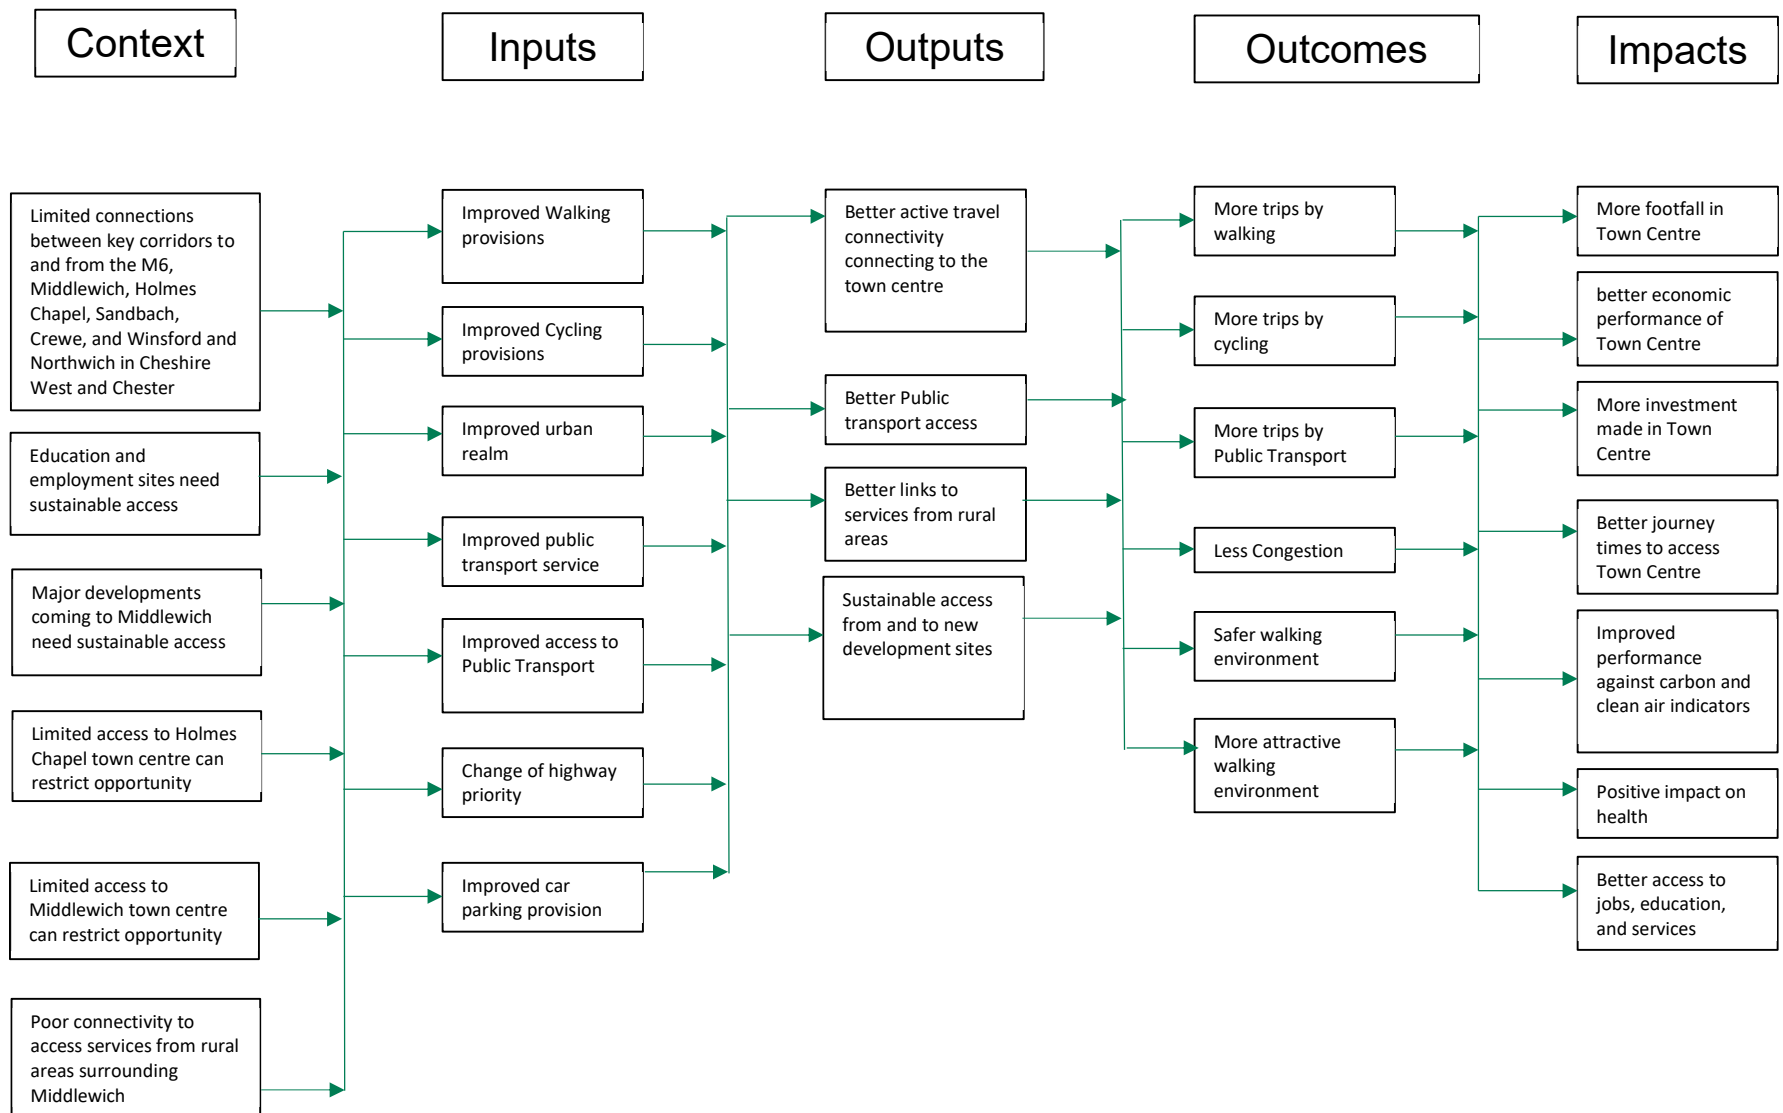 Context
Inputs
Outputs
Outcomes
Impacts
Limited connections
between key corridors to
and from the M6,
Middlewich, Holmes
Chapel, Sandbach,
Crewe, and Winsford and
Northwich in Cheshire
West and Chester
Education and
employment sites need
sustainable access
Major developments
coming to Middlewich
need sustainable access
Limited access to Holmes
Chapel town centre can
restrict opportunity
Limited access to
Middlewich town centre
can restrict opportunity
Poor connectivity to
access services from rural
areas surrounding
Middlewich
Improved Walking
provisions
Improved Cycling
provisions
Improved urban
realm
Improved public
transport service
Improved access to
Public Transport
Change of highway
priority
Improved car
parking provision
Better active travel
connectivity
connecting to the
town centre
Better Public
transport access
Better links to
services from rural
areas
Sustainable access
from and to new
development sites
More trips by
walking
More trips by
cycling
More trips by
Public Transport
Less Congestion
Safer walking
environment
More attractive
walking
environment
More footfall in
Town Centre
better economic
performance of
Town Centre
More investment
made in Town
Centre
Better journey
times to access
Town Centre
Improved
performance
against carbon and
clean air indicators
Positive impact on
health
Better access to
jobs, education,
and services